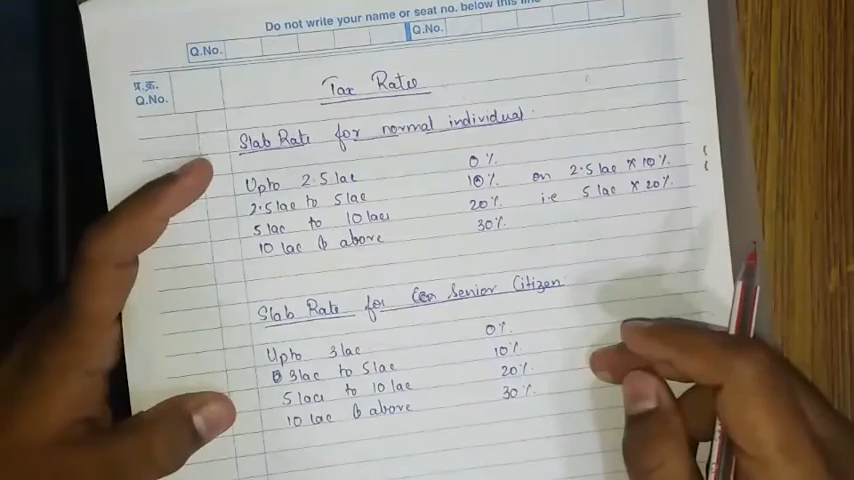 Do not write your name or seat no. below this line
Q.No.
Q.No.
प्र.क्र.
Q.No.
Tax Rates
Slab Rate for normal individual
Upto 2.5 lac 0%
2.5 lac to 5 lac 10% on 2.5 lac x 10%.
5 lac to 10 lacs 20% i.e 5 lac x 20%.
10 lac & above 30%.
Slab Rate for Senior Citizen
Upto 3 lac 0%.
3 lac to 5 lac 10%.
5 lacs to 10 lac 20%.
10 lac & above 30%.